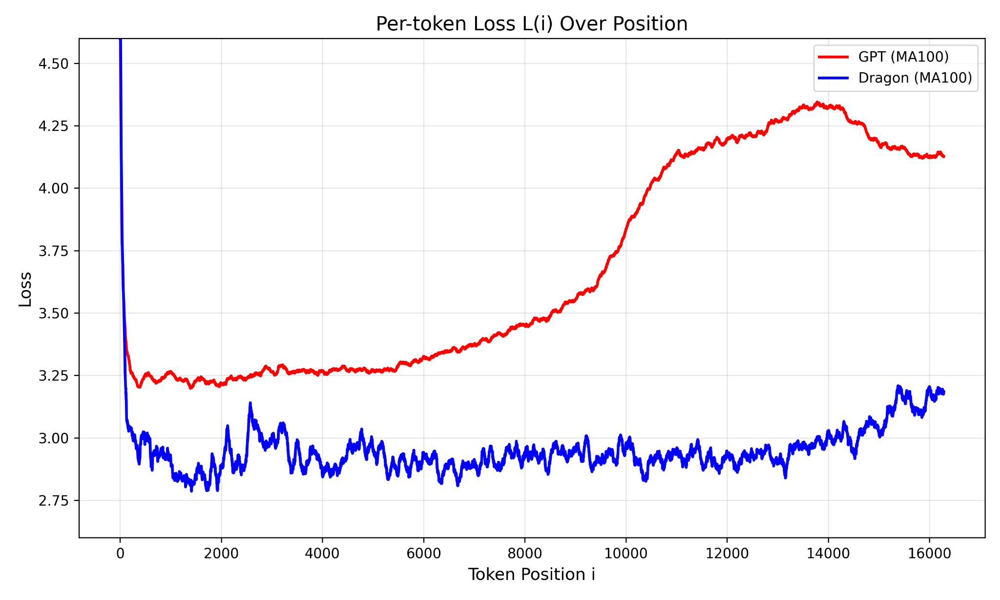 Per-token Loss L(i) Over Position
GPT (MA100)
Dragon (MA100)
Loss
4.50
4.25
4.00
3.75
3.50
3.25
3.00
2.75
0 2000 4000 6000 8000 10000 12000 14000 16000
Token Position i